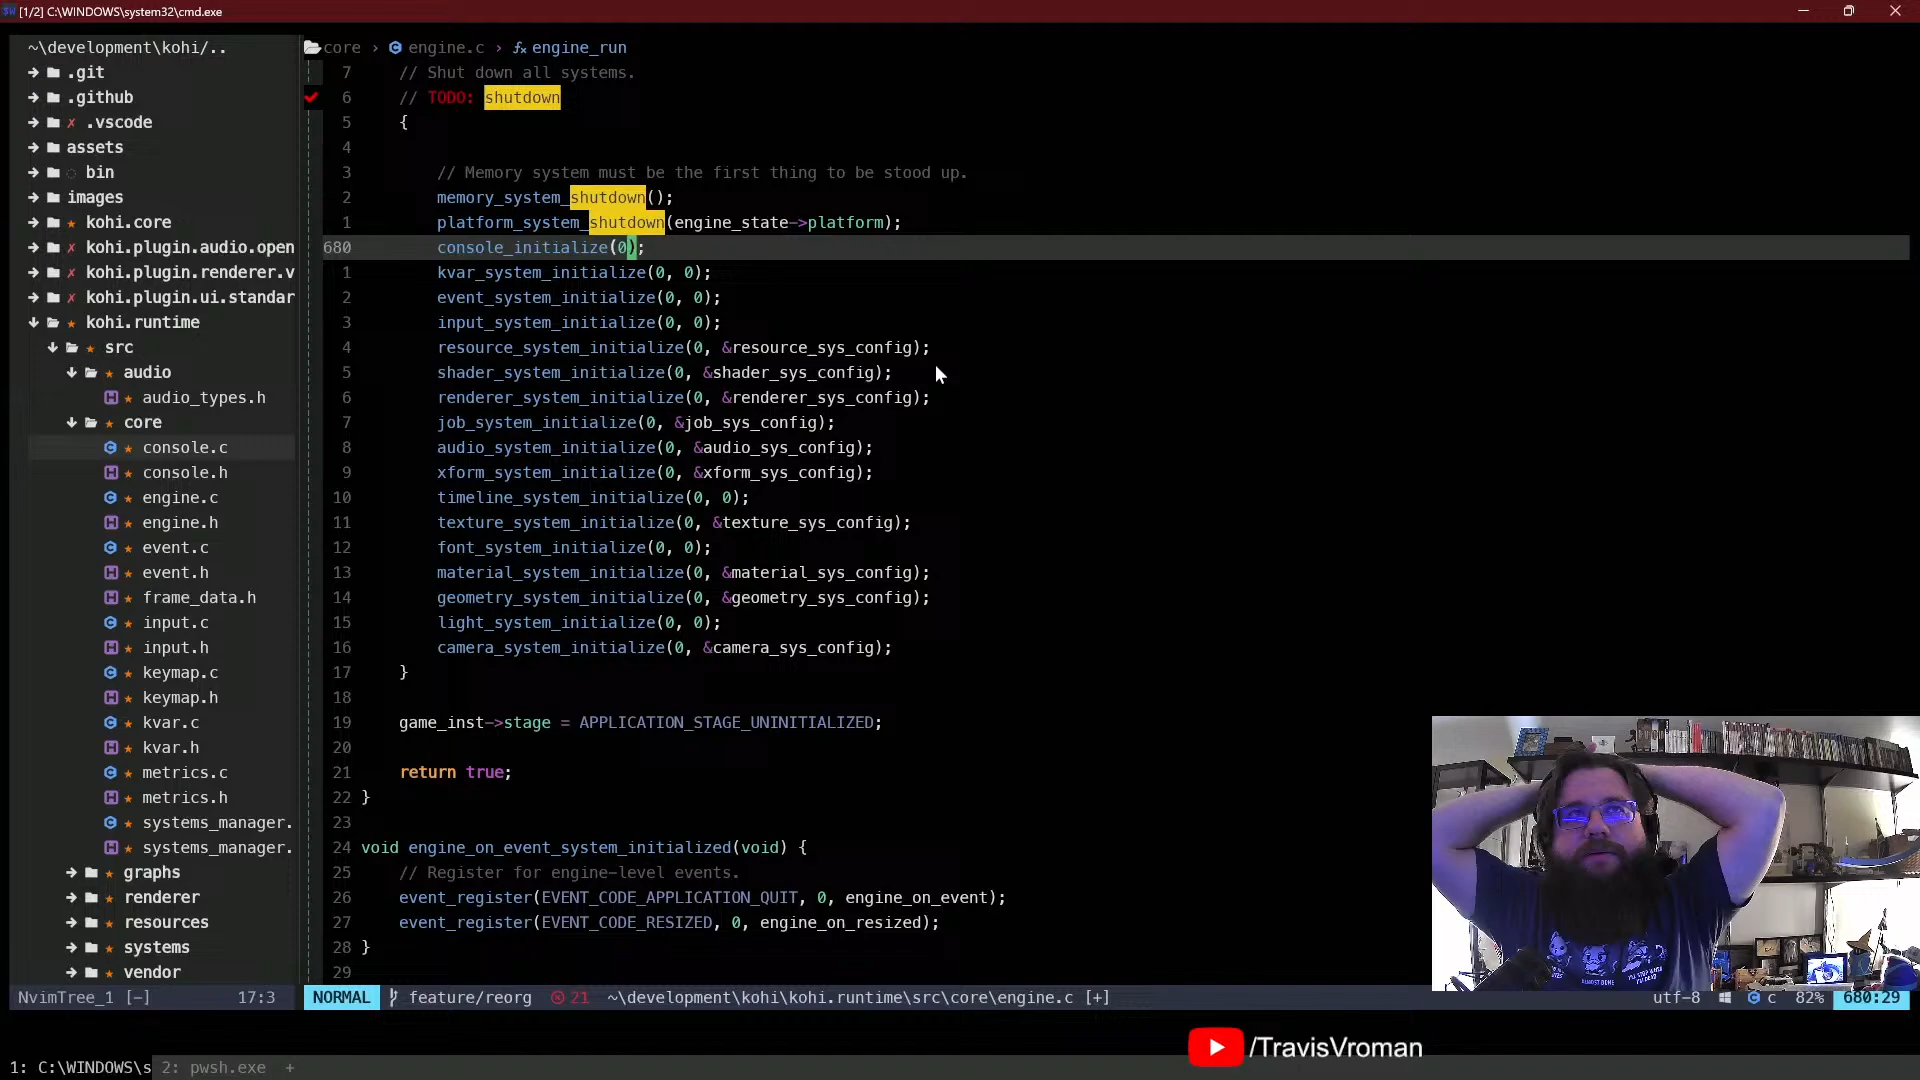 [1/2] C:\WINDOWS\system32\cmd.exe
~\development\kohi/..
.git
.github
✗ .vscode
assets
bin
images
kohi.core
✗ kohi.plugin.audio.open
✗ kohi.plugin.renderer.v
✗ kohi.plugin.ui.standar
kohi.runtime
src
audio
audio_types.h
core
console.c
console.h
engine.c
engine.h
event.c
event.h
frame_data.h
input.c
input.h
keymap.c
keymap.h
kvar.c
kvar.h
metrics.c
metrics.h
systems_manager.
systems_manager.
graphs
renderer
resources
systems
vendor
NvimTree_1 [-] 17:3
core › engine.c › engine_run
7 // Shut down all systems.
6 // TODO: shutdown
5 {
4
3 // Memory system must be the first thing to be stood up.
2 memory_system_shutdown();
1 platform_system_shutdown(engine_state->platform);
680 console_initialize(0);
1 kvar_system_initialize(0, 0);
2 event_system_initialize(0, 0);
3 input_system_initialize(0, 0);
4 resource_system_initialize(0, &resource_sys_config);
5 shader_system_initialize(0, &shader_sys_config);
6 renderer_system_initialize(0, &renderer_sys_config);
7 job_system_initialize(0, &job_sys_config);
8 audio_system_initialize(0, &audio_sys_config);
9 xform_system_initialize(0, &xform_sys_config);
10 timeline_system_initialize(0, 0);
11 texture_system_initialize(0, &texture_sys_config);
12 font_system_initialize(0, 0);
13 material_system_initialize(0, &material_sys_config);
14 geometry_system_initialize(0, &geometry_sys_config);
15 light_system_initialize(0, 0);
16 camera_system_initialize(0, &camera_sys_config);
17 }
18
19 game_inst->stage = APPLICATION_STAGE_UNINITIALIZED;
20
21 return true;
22 }
23
24 void engine_on_event_system_initialized(void) {
25 // Register for engine-level events.
26 event_register(EVENT_CODE_APPLICATION_QUIT, 0, engine_on_event);
27 event_register(EVENT_CODE_RESIZED, 0, engine_on_resized);
28 }
29
NORMAL feature/reorg 21 ~\development\kohi\kohi.runtime\src\core\engine.c [+] utf-8 c 82% 680:29
/TravisVroman
1: C:\WINDOWS\s 2: pwsh.exe +